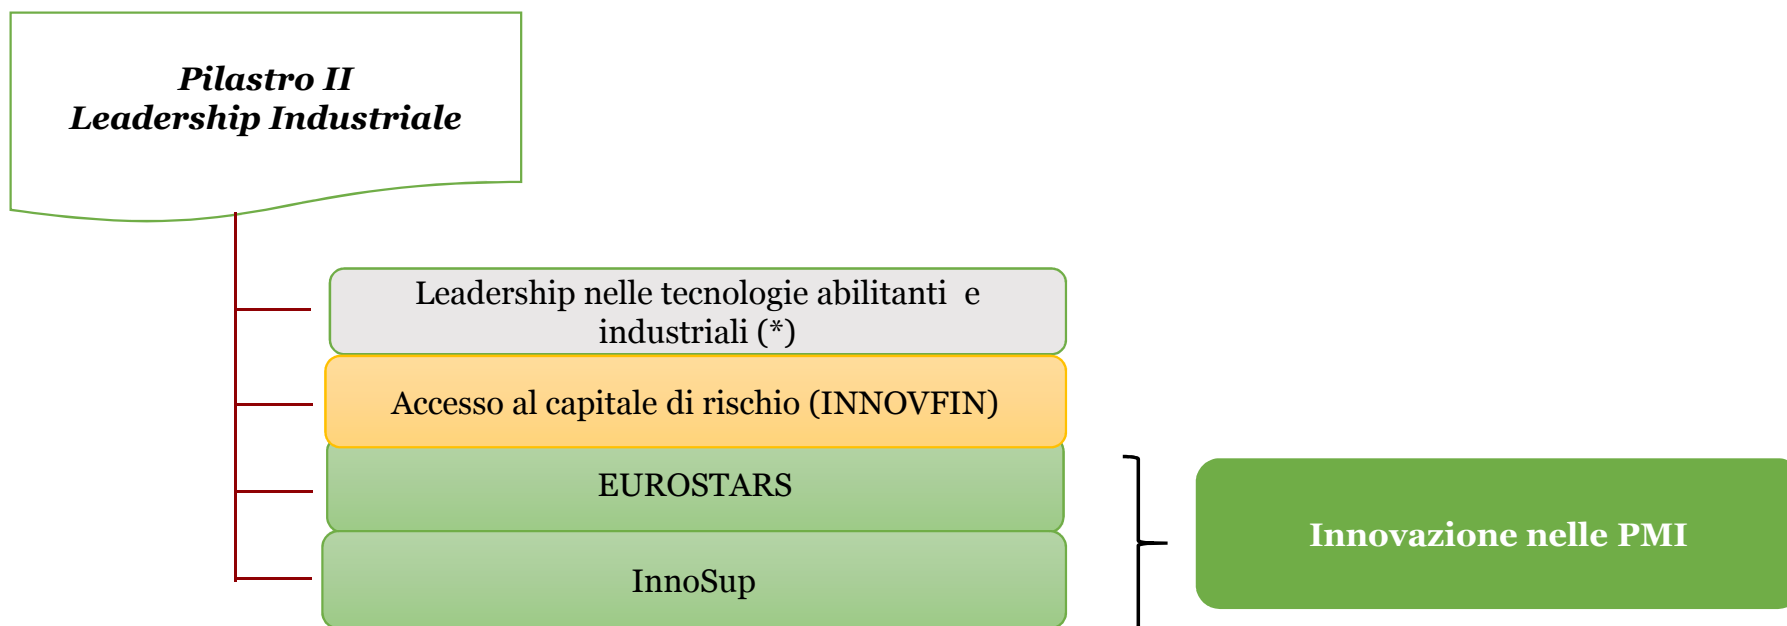 Pilastro II
Leadership Industriale
Leadership nelle tecnologie abilitanti e
industriali (*)
Accesso al capitale di rischio (INNOVFIN)
EUROSTARS
InnoSup
Innovazione nelle PMI